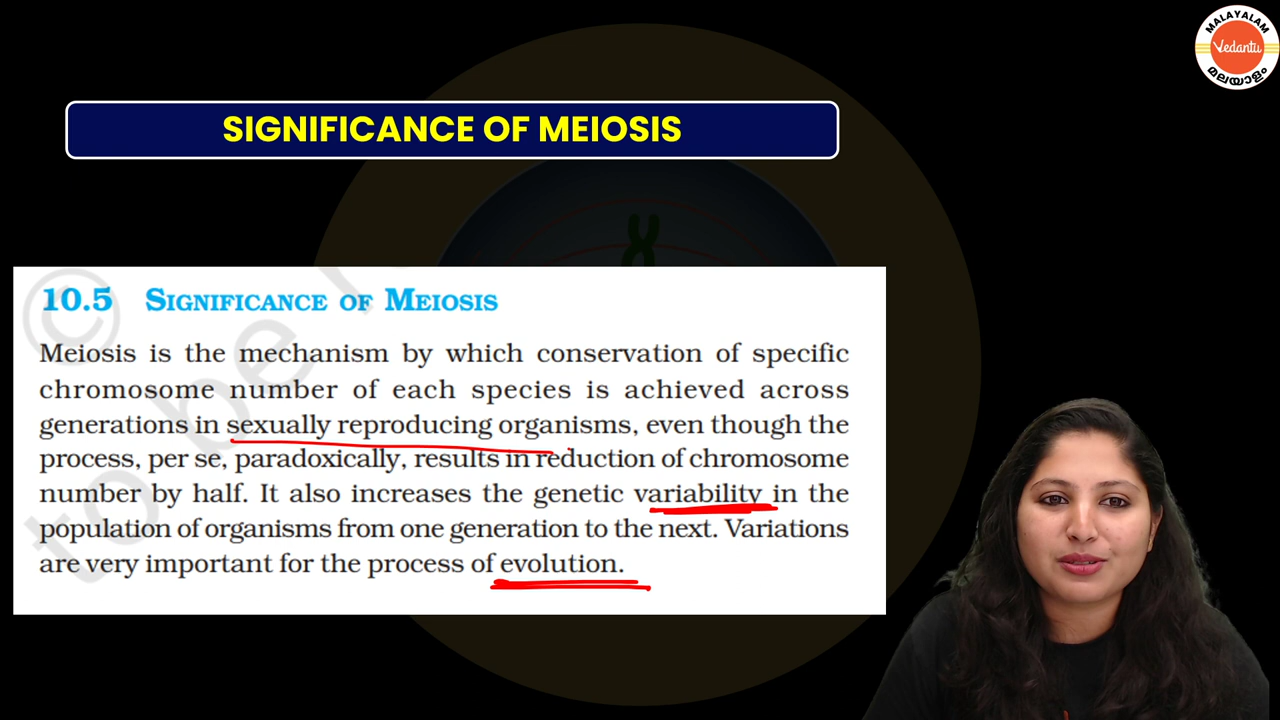 MALAYALAM
Vedantu
മലയാളം
SIGNIFICANCE OF MEIOSIS
10.5 SIGNIFICANCE OF MEIOSIS
Meiosis is the mechanism by which conservation of specific
chromosome number of each species is achieved across
generations in sexually reproducing organisms, even though the
process, per se, paradoxically, results in reduction of chromosome
number by half. It also increases the genetic variability in the
population of organisms from one generation to the next. Variations
are very important for the process of evolution.
©
to be r